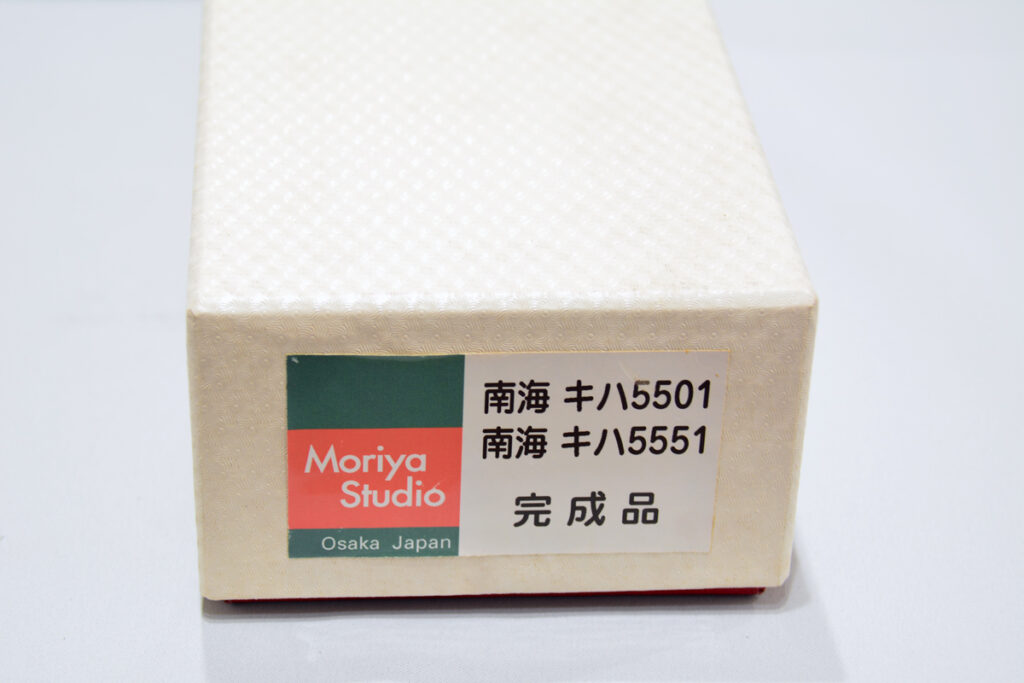 Moriya
Studio
Osaka Japan
南海 キハ5501
南海 キハ5551
完成品